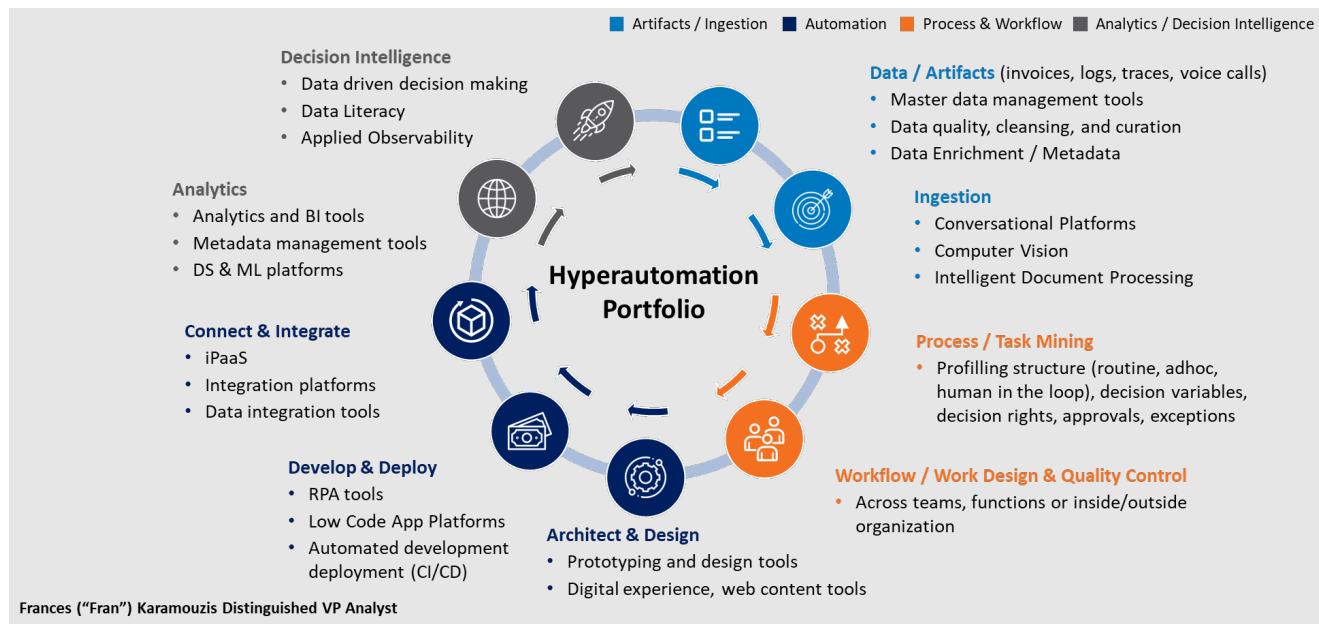 Artifacts / Ingestion Automation Process & Workflow Analytics / Decision Intelligence
Decision Intelligence
• Data driven decision making
• Data Literacy
• Applied Observability
Data / Artifacts (invoices, logs, traces, voice calls)
• Master data management tools
• Data quality, cleansing, and curation
• Data Enrichment / Metadata
Analytics
• Analytics and BI tools
• Metadata management tools
• DS & ML platforms
Ingestion
• Conversational Platforms
• Computer Vision
• Intelligent Document Processing
Hyperautomation
Portfolio
Connect & Integrate
• iPaaS
• Integration platforms
• Data integration tools
Process / Task Mining
• Profilling structure (routine, adhoc,
human in the loop), decision variables,
decision rights, approvals, exceptions
Develop & Deploy
• RPA tools
• Low Code App Platforms
• Automated development
deployment (CI/CD)
Workflow / Work Design & Quality Control
• Across teams, functions or inside/outside
organization
Architect & Design
• Prototyping and design tools
• Digital experience, web content tools
Frances (“Fran”) Karamouzis Distinguished VP Analyst